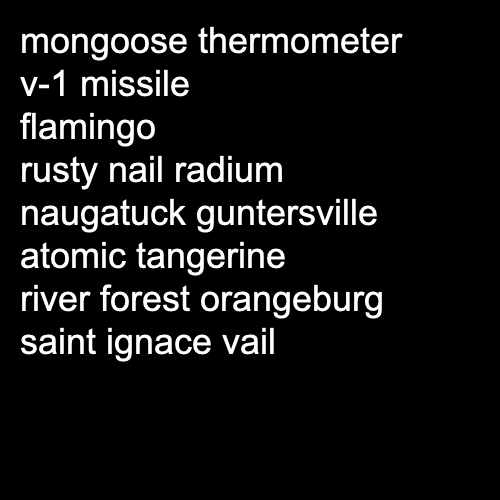 mongoose thermometer
v-1 missile
flamingo
rusty nail radium
naugatuck guntersville
atomic tangerine
river forest orangeburg
saint ignace vail